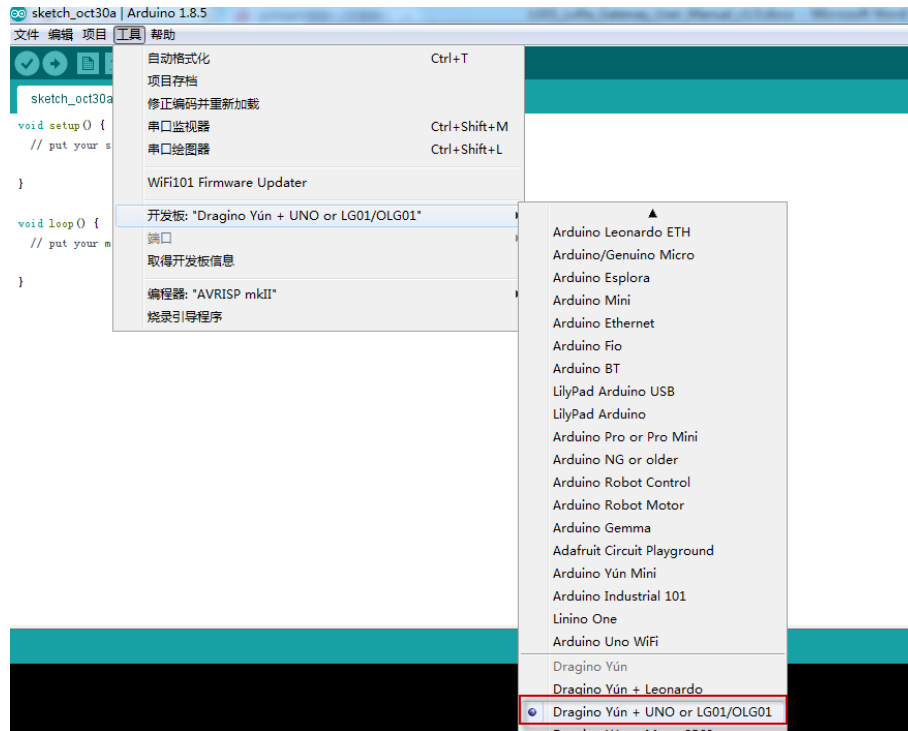 sketch_oct30a | Arduino 1.8.5
文件 编辑 项目 工具 帮助
sketch_oct30a
void setup() {
// put your s
}
void loop() {
// put your m
}
自动格式化 Ctrl+T
项目存档
修正编码并重新加载
串口监视器 Ctrl+Shift+M
串口绘图器 Ctrl+Shift+L
WiFi101 Firmware Updater
开发板: "Dragino Yún + UNO or LG01/OLG01"
端口
取得开发板信息
编程器: "AVRISP mkII"
烧录引导程序
Arduino Leonardo ETH
Arduino/Genuino Micro
Arduino Esplora
Arduino Mini
Arduino Ethernet
Arduino Fio
Arduino BT
LilyPad Arduino USB
LilyPad Arduino
Arduino Pro or Pro Mini
Arduino NG or older
Arduino Robot Control
Arduino Robot Motor
Arduino Gemma
Adafruit Circuit Playground
Arduino Yún Mini
Arduino Industrial 101
Linino One
Arduino Uno WiFi
Dragino Yún
Dragino Yún + Leonardo
Dragino Yún + UNO or LG01/OLG01